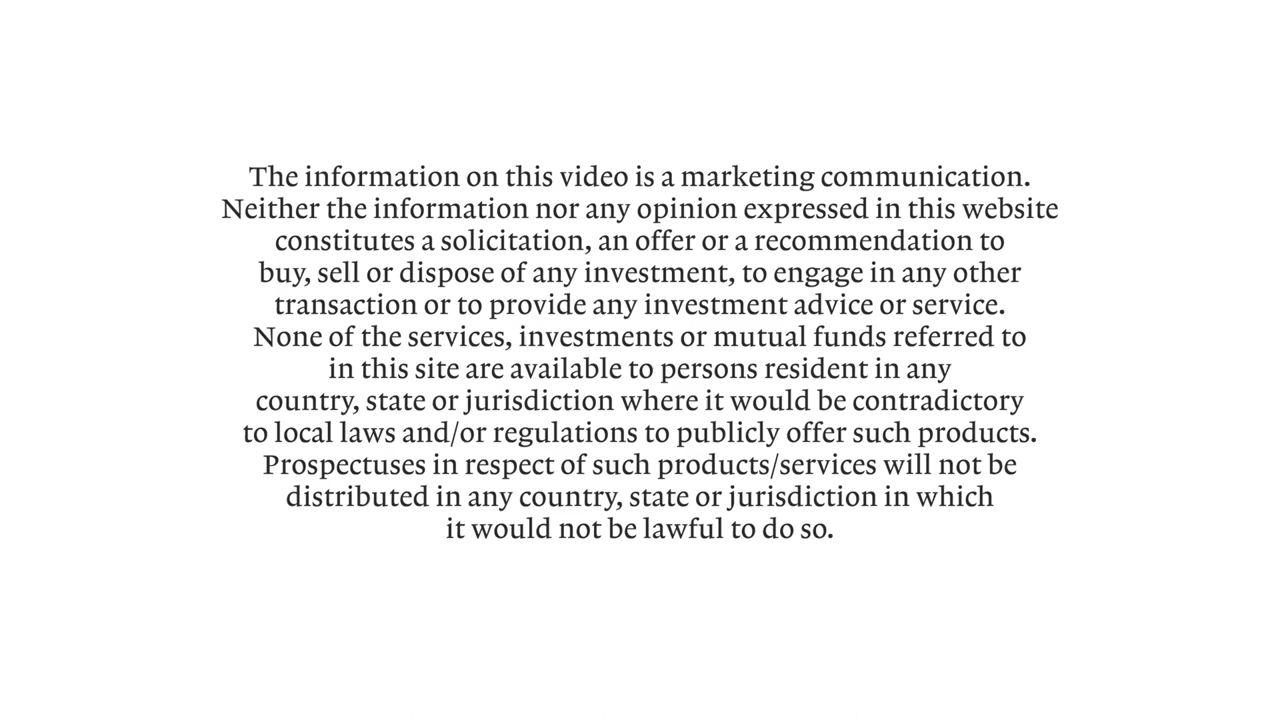 The information on this video is a marketing communication.
Neither the information nor any opinion expressed in this website
constitutes a solicitation, an offer or a recommendation to
buy, sell or dispose of any investment, to engage in any other
transaction or to provide any investment advice or service.
None of the services, investments or mutual funds referred to
in this site are available to persons resident in any
country, state or jurisdiction where it would be contradictory
to local laws and/or regulations to publicly offer such products.
Prospectuses in respect of such products/services will not be
distributed in any country, state or jurisdiction in which
it would not be lawful to do so.